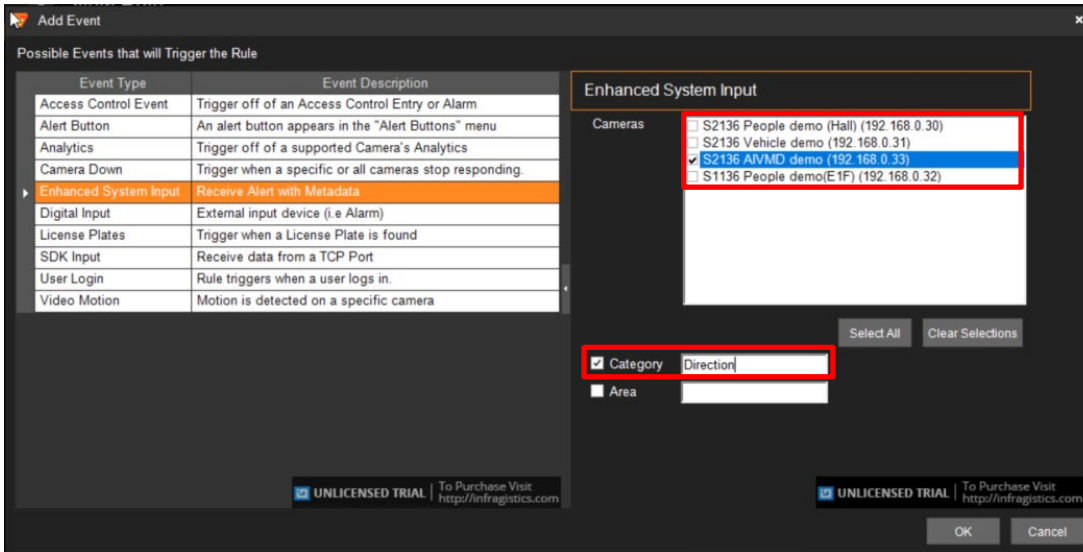 Add Event
Possible Events that will Trigger the Rule
Event Type Event Description
Access Control Event Trigger off of an Access Control Entry or Alarm
Alert Button An alert button appears in the "Alert Buttons" menu
Analytics Trigger off of a supported Camera's Analytics
Camera Down Trigger when a specific or all cameras stop responding.
Enhanced System Input Receive Alert with Metadata
Digital Input External input device (i.e Alarm)
License Plates Trigger when a License Plate is found
SDK Input Receive data from a TCP Port
User Login Rule triggers when a user logs in.
Video Motion Motion is detected on a specific camera
Enhanced System Input
Cameras
S2136 People demo (Hall) (192.168.0.30)
S2136 Vehicle demo (192.168.0.31)
S2136 AIVMD demo (192.168.0.33)
S1136 People demo(E1F) (192.168.0.32)
Select All Clear Selections
Category Direction
Area
UNLICENSED TRIAL To Purchase Visit
http://infragistics.com
UNLICENSED TRIAL To Purchase Visit
http://infragistics.com
OK Cancel